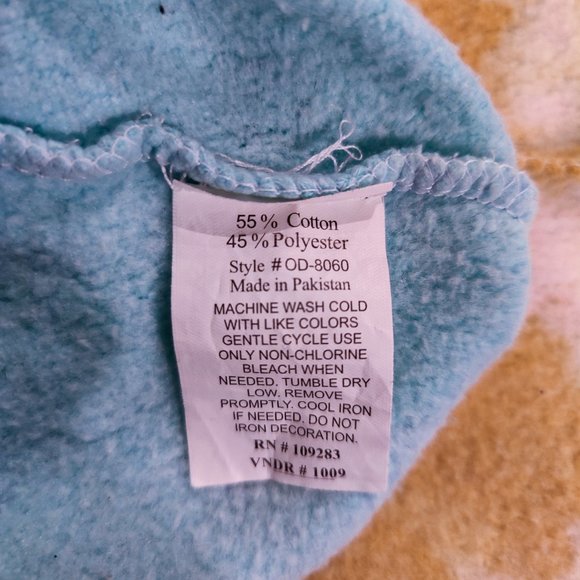 55% Cotton
45% Polyester
Style # OD-8060
Made in Pakistan
MACHINE WASH COLD
WITH LIKE COLORS
GENTLE CYCLE USE
ONLY NON-CHLORINE
BLEACH WHEN
NEEDED. TUMBLE DRY
LOW. REMOVE
PROMPTLY. COOL IRON
IF NEEDED. DO NOT
IRON DECORATION.
RN # 109283
VNDR # 1009